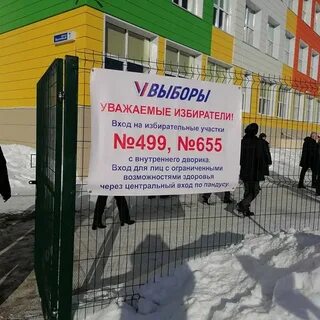 VВЫБОРЫ
УВАЖАЕМЫЕ ИЗБИРАТЕЛИ!
Вход на избирательные участки
№499, №655
с внутреннего дворика.
Вход для лиц с ограниченными
возможностями здоровья
через центральный вход по пандусу.